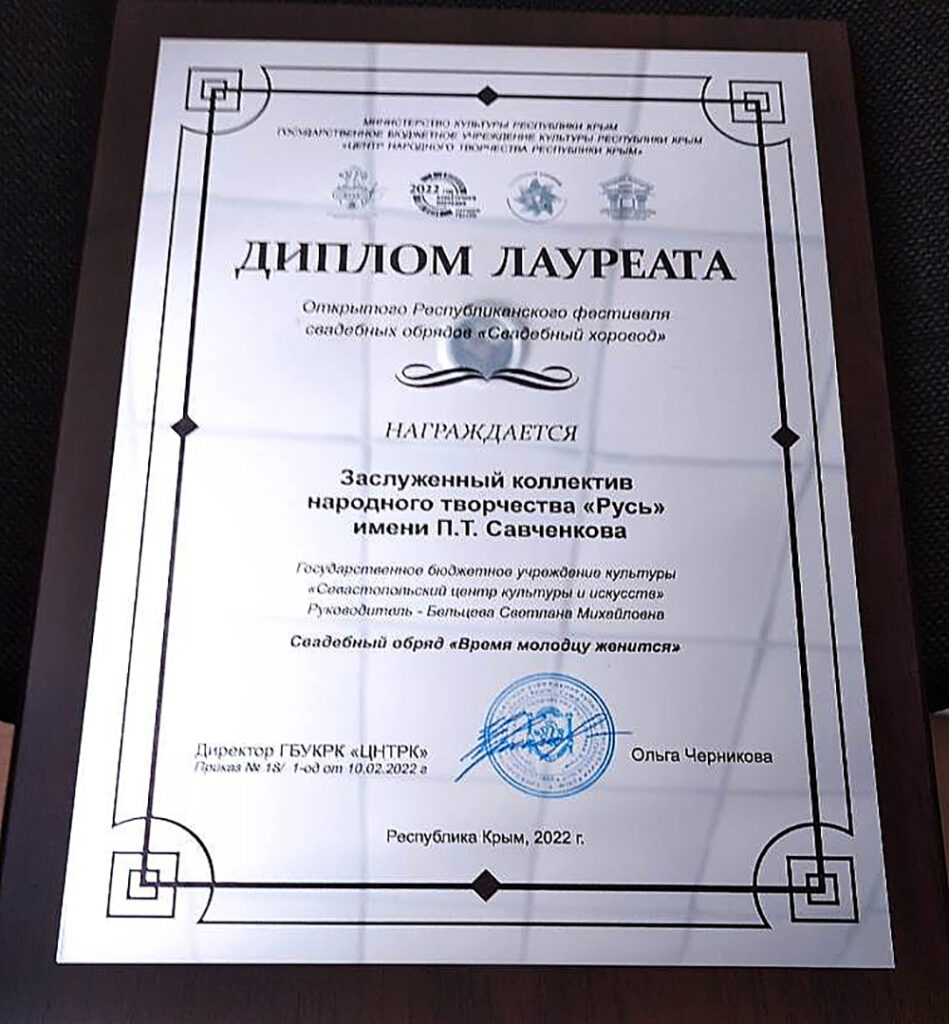 МИНИСТЕРСТВО КУЛЬТУРЫ РЕСПУБЛИКИ КРЫМ
ГОСУДАРСТВЕННОЕ БЮДЖЕТНОЕ УЧРЕЖДЕНИЕ КУЛЬТУРЫ РЕСПУБЛИКИ КРЫМ
«ЦЕНТР НАРОДНОГО ТВОРЧЕСТВА РЕСПУБЛИКИ КРЫМ»
2022
ДИПЛОМ ЛАУРЕАТА
Открытого Республиканского фестиваля
свадебных обрядов «Свадебный хоровод»
НАГРАЖДАЕТСЯ
Заслуженный коллектив
народного творчества «Русь»
имени П.Т. Савченкова
Государственное бюджетное учреждение культуры
«Севастопольский центр культуры и искусств»
Руководитель - Бельцева Светлана Михайловна
Свадебный обряд «Время молодцу женится»
Директор ГБУКРК «ЦНТРК»
Приказ № 18/ 1-од от 10.02.2022 г
Ольга Черникова
Республика Крым, 2022 г.